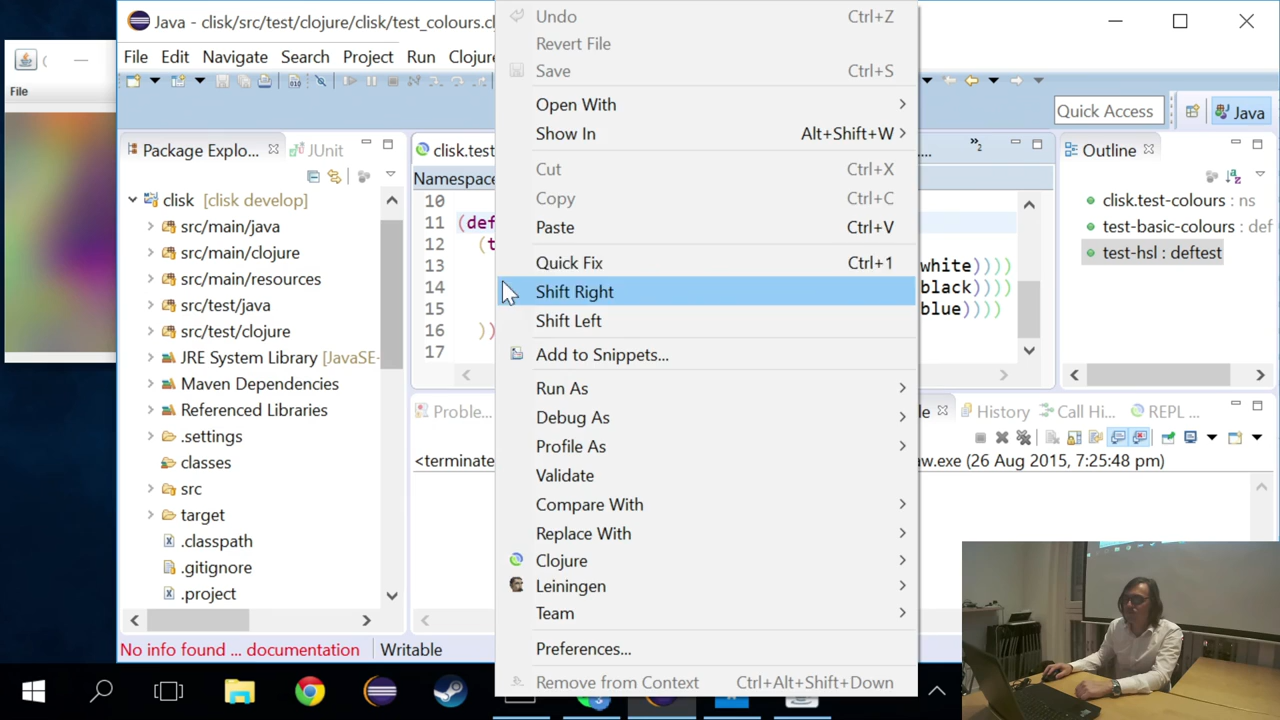 Java - clisk/src/test/clojure/clisk/test_colours.cl
File Edit Navigate Search Project Run Clojure
File
Quick Access
Java
Package Explo...
JUnit
clisk [clisk develop]
src/main/java
src/main/clojure
src/main/resources
src/test/java
src/test/clojure
JRE System Library [JavaSE-
Maven Dependencies
Referenced Libraries
.settings
classes
src
target
.classpath
.gitignore
.project
No info found ... documentation
Writable
clisk.test
Namespace
10
11 (def
12 (t
13 white))))
14 black))))
15 blue))))
16 ))
17
Undo Ctrl+Z
Revert File
Save Ctrl+S
Open With
Show In Alt+Shift+W
Cut Ctrl+X
Copy Ctrl+C
Paste Ctrl+V
Quick Fix Ctrl+1
Shift Right
Shift Left
Add to Snippets...
Run As
Debug As
Profile As
Validate
Compare With
Replace With
Clojure
Leiningen
Team
Preferences...
Remove from Context Ctrl+Alt+Shift+Down
Outline
clisk.test-colours : ns
test-basic-colours : def
test-hsl : deftest
Proble...
History
Call Hi...
REPL ...
<terminate
w.exe (26 Aug 2015, 7:25:48 pm)